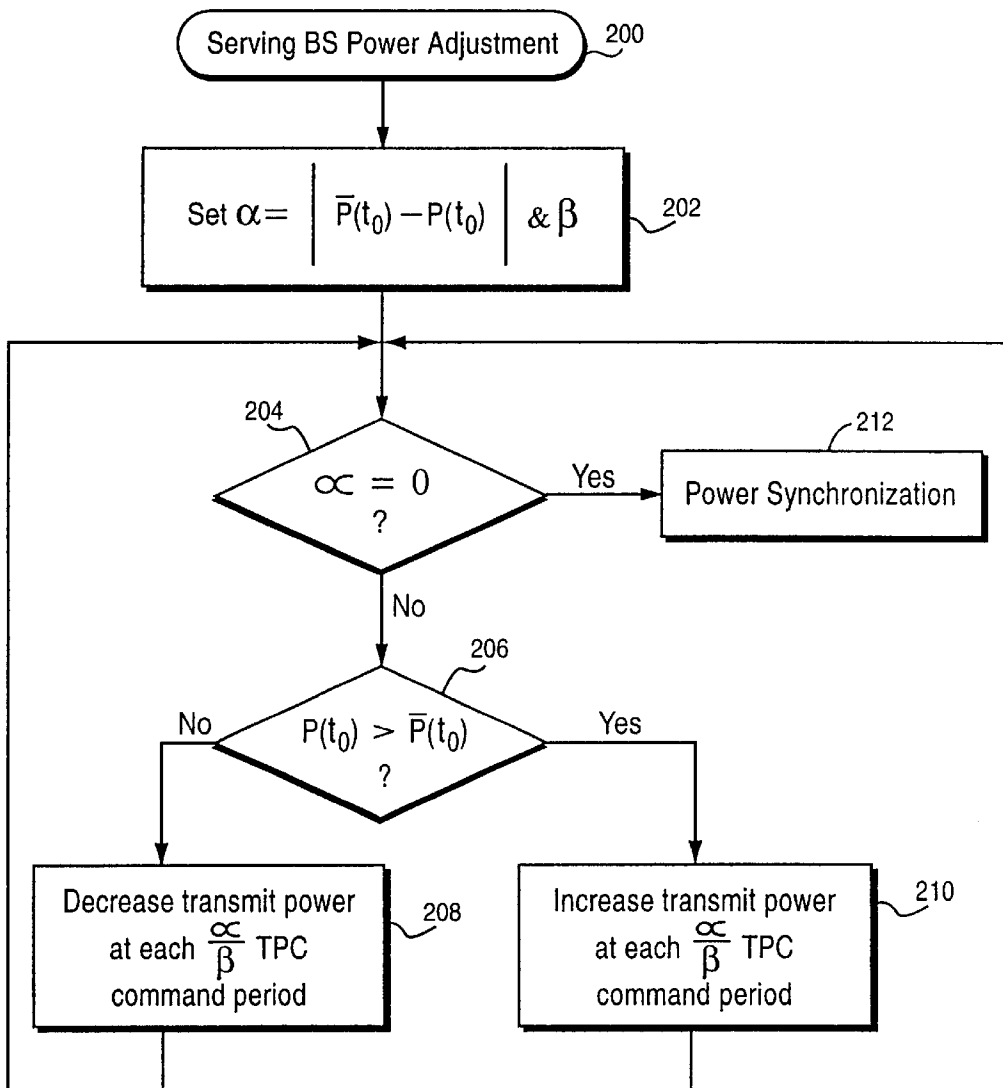 Serving BS Power Adjustment
200
Set α = | P̅(t₀) – P(t₀) | & β
202
204
∝ = 0
?
Yes
212
Power Synchronization
No
206
No
P(t₀) > P̅(t₀)
?
Yes
Decrease transmit power
at each ∝/β TPC
command period
208
Increase transmit power
at each ∝/β TPC
command period
210